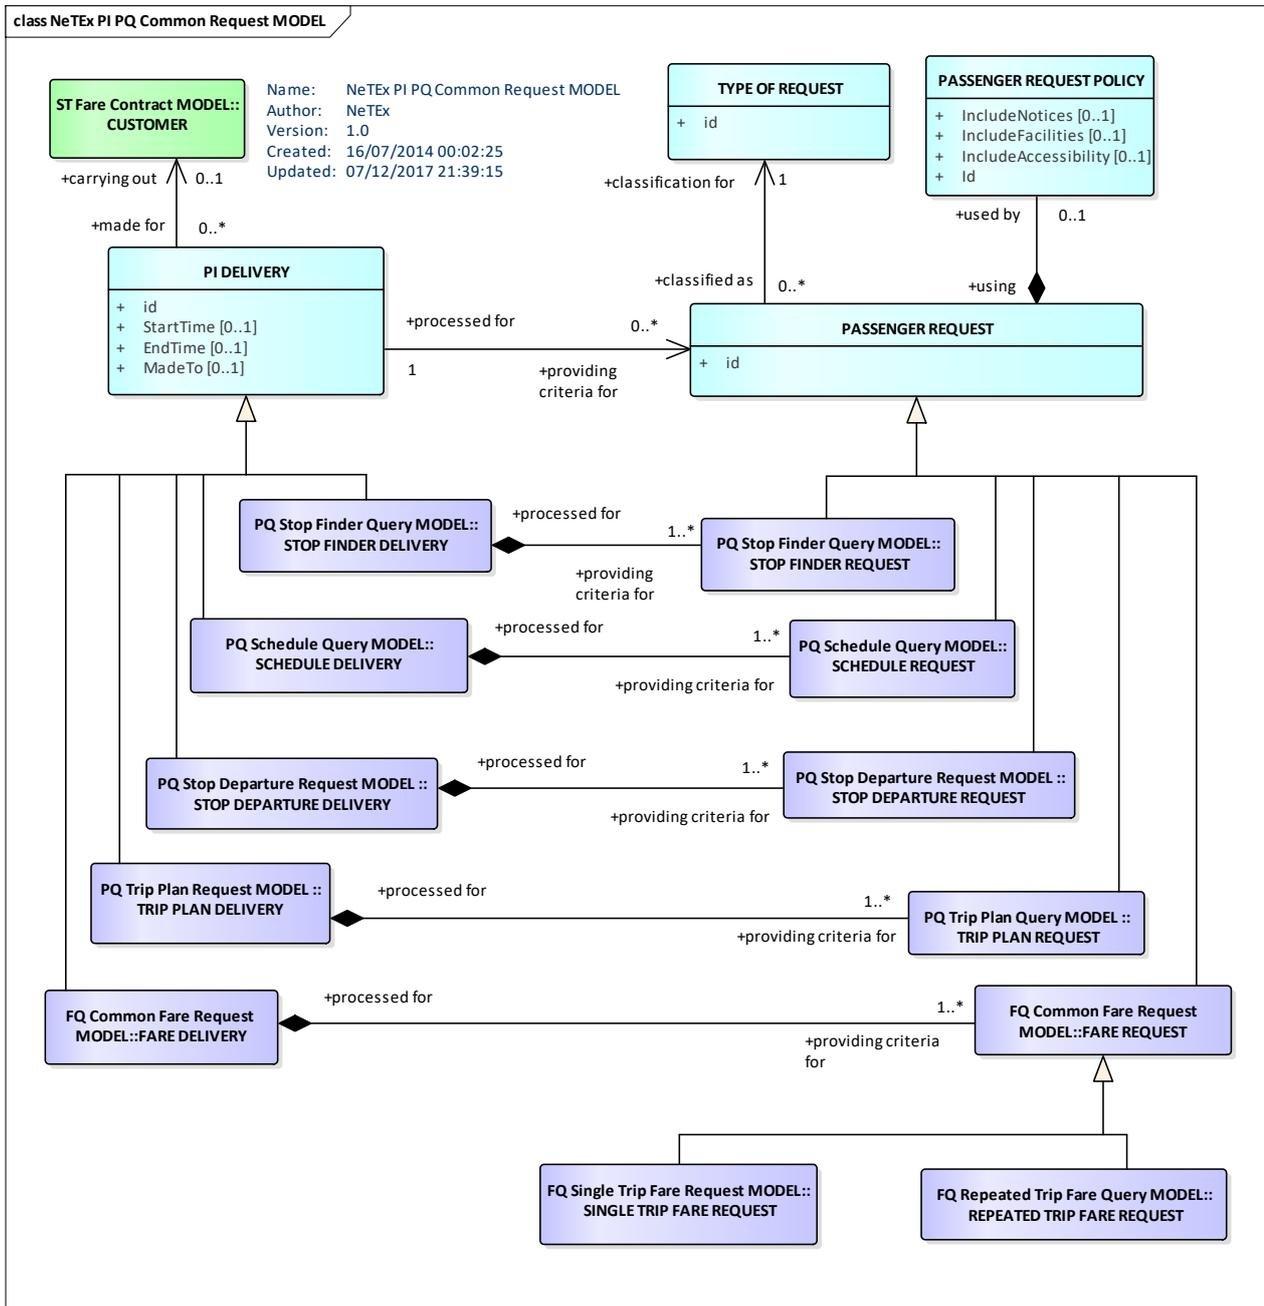 class NeTEx PI PQ Common Request MODEL
ST Fare Contract MODEL::
CUSTOMER
Name: NeTEx PI PQ Common Request MODEL
Author: NeTEx
Version: 1.0
Created: 16/07/2014 00:02:25
Updated: 07/12/2017 21:39:15
TYPE OF REQUEST
+ id
PASSENGER REQUEST POLICY
+ IncludeNotices [0..1]
+ IncludeFacilities [0..1]
+ IncludeAccessibility [0..1]
+ Id
+carrying out 0..1
+made for 0..*
+classification for 1
+classified as 0..*
+used by 0..1
+using
PI DELIVERY
+ id
+ StartTime [0..1]
+ EndTime [0..1]
+ MadeTo [0..1]
+processed for 0..*
1 +providing
criteria for
PASSENGER REQUEST
+ id
PQ Stop Finder Query MODEL::
STOP FINDER DELIVERY
+processed for 1..*
+providing
criteria for
PQ Stop Finder Query MODEL::
STOP FINDER REQUEST
PQ Schedule Query MODEL::
SCHEDULE DELIVERY
+processed for 1..*
+providing criteria for
PQ Schedule Query MODEL::
SCHEDULE REQUEST
PQ Stop Departure Request MODEL ::
STOP DEPARTURE DELIVERY
+processed for 1..*
+providing criteria for
PQ Stop Departure Request MODEL ::
STOP DEPARTURE REQUEST
PQ Trip Plan Request MODEL ::
TRIP PLAN DELIVERY
+processed for 1..*
+providing criteria for
PQ Trip Plan Query MODEL ::
TRIP PLAN REQUEST
FQ Common Fare Request
MODEL::FARE DELIVERY
+processed for 1..*
+providing criteria
for
FQ Common Fare Request
MODEL::FARE REQUEST
FQ Single Trip Fare Request MODEL::
SINGLE TRIP FARE REQUEST
FQ Repeated Trip Fare Query MODEL::
REPEATED TRIP FARE REQUEST